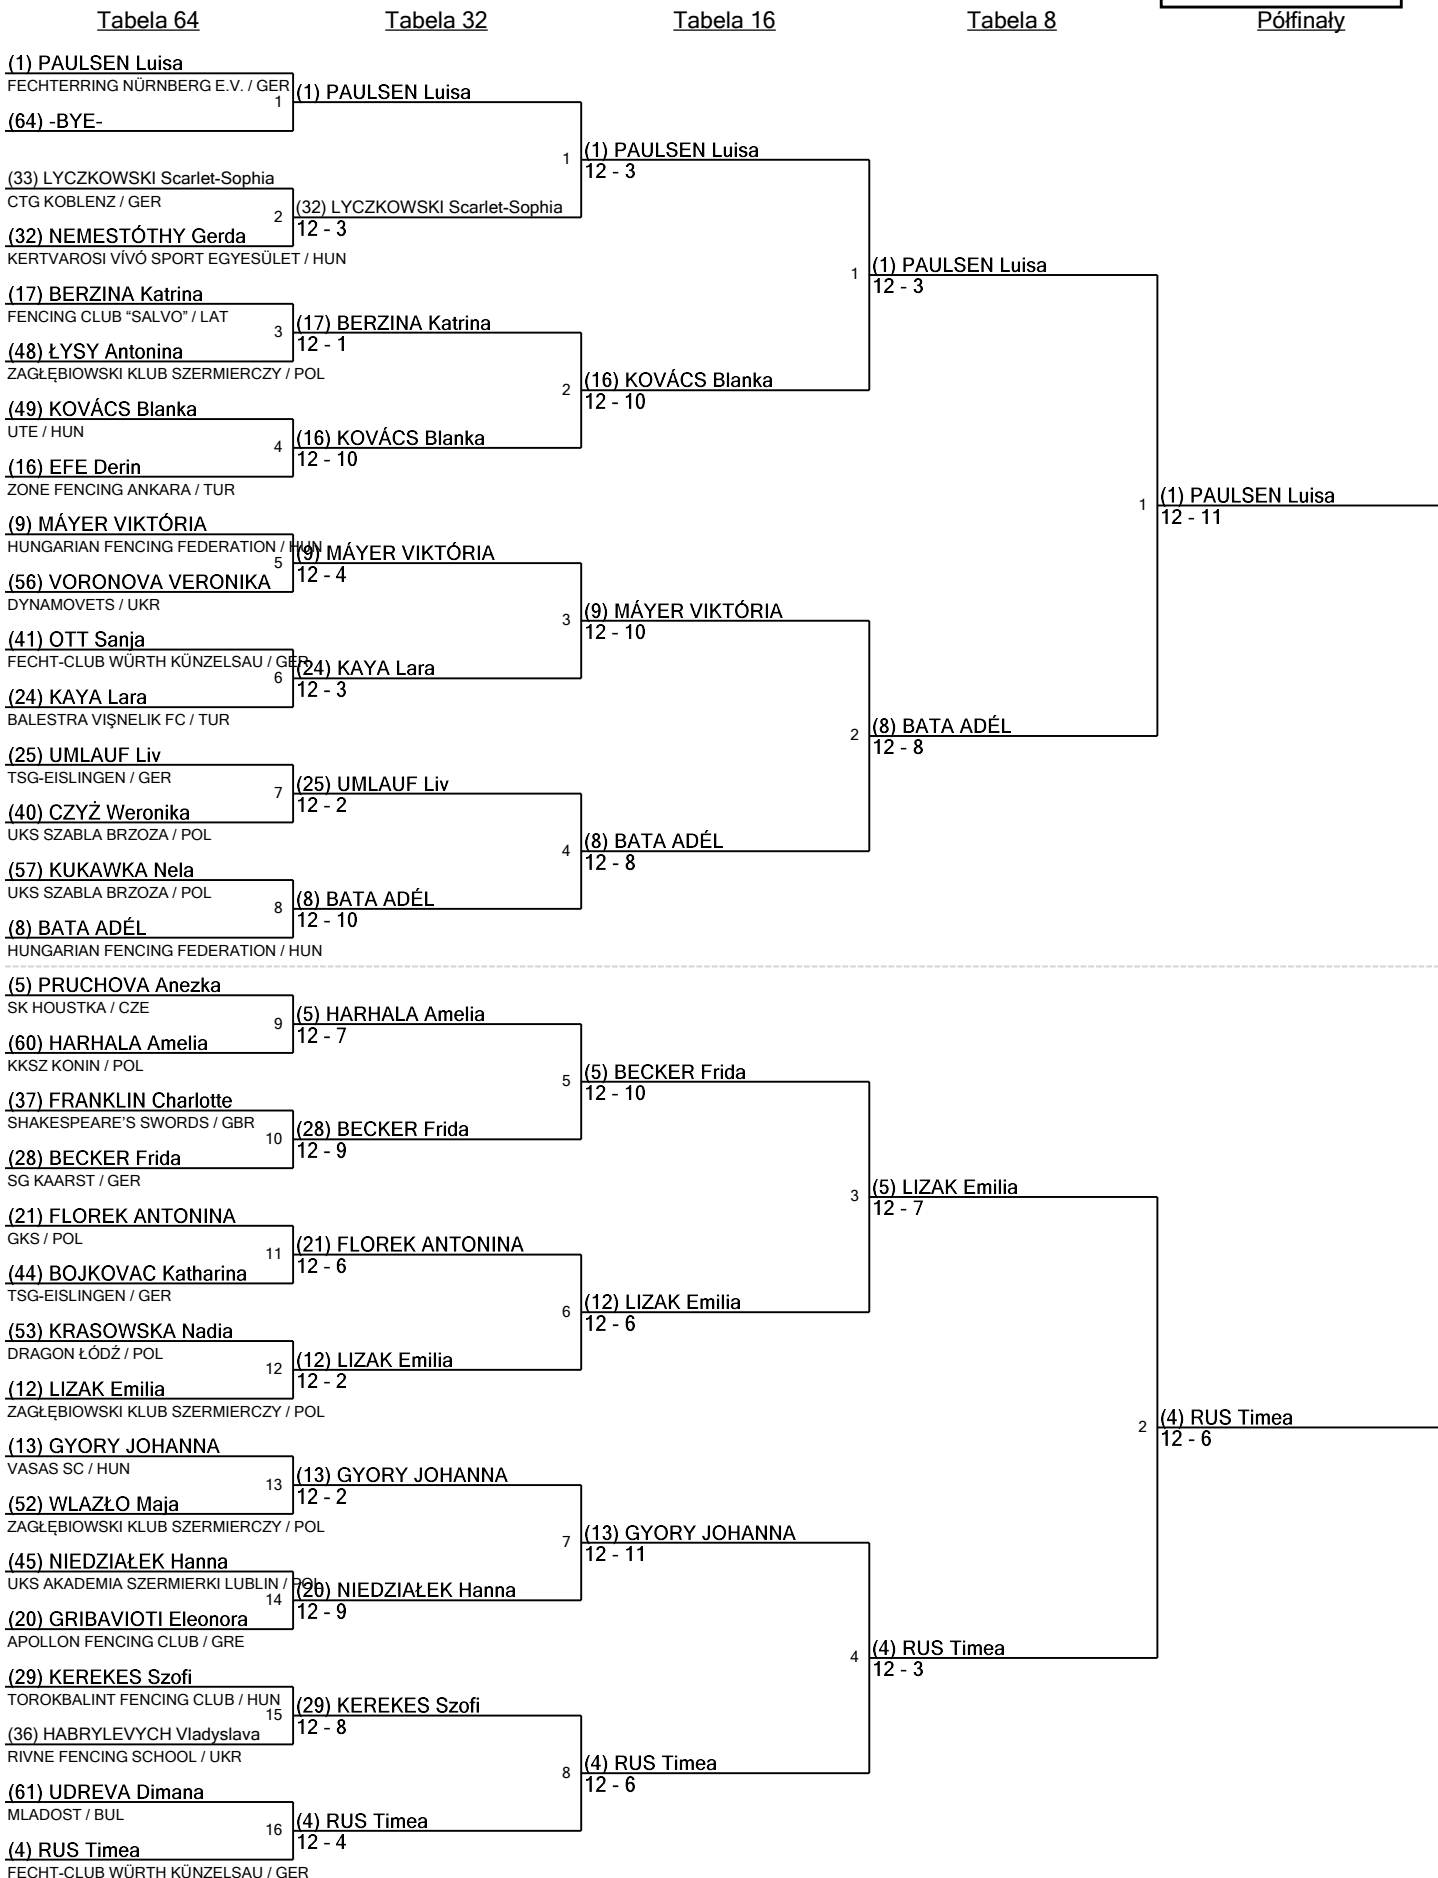 Tabela 64
Tabela 32
Tabela 16
Tabela 8
Półfinały
(1) PAULSEN Luisa
FECHTERRING NÜRNBERG E.V. / GER
1
(64) -BYE-
(33) LYCZKOWSKI Scarlet-Sophia
CTG KOBLENZ / GER
2
(32) NEMESTÓTHY Gerda
KERTVAROSI VÍVÓ SPORT EGYESÜLET / HUN
(17) BERZINA Katrina
FENCING CLUB “SALVO” / LAT
3
(48) ŁYSY Antonina
ZAGŁĘBIOWSKI KLUB SZERMIERCZY / POL
(49) KOVÁCS Blanka
UTE / HUN
4
(16) EFE Derin
ZONE FENCING ANKARA / TUR
(9) MÁYER VIKTÓRIA
HUNGARIAN FENCING FEDERATION / HUN
5
(56) VORONOVA VERONIKA
DYNAMOVETS / UKR
(41) OTT Sanja
FECHT-CLUB WÜRTH KÜNZELSAU / GER
6
(24) KAYA Lara
BALESTRA VIŞNELIK FC / TUR
(25) UMLAUF Liv
TSG-EISLINGEN / GER
7
(40) CZYŻ Weronika
UKS SZABLA BRZOZA / POL
(57) KUKAWKA Nela
UKS SZABLA BRZOZA / POL
8
(8) BATA ADÉL
HUNGARIAN FENCING FEDERATION / HUN
(5) PRUCHOVA Anezka
SK HOUSTKA / CZE
9
(60) HARHALA Amelia
KKSZ KONIN / POL
(37) FRANKLIN Charlotte
SHAKESPEARE’S SWORDS / GBR
10
(28) BECKER Frida
SG KAARST / GER
(21) FLOREK ANTONINA
GKS / POL
11
(44) BOJKOVAC Katharina
TSG-EISLINGEN / GER
(53) KRASOWSKA Nadia
DRAGON ŁÓDŹ / POL
12
(12) LIZAK Emilia
ZAGŁĘBIOWSKI KLUB SZERMIERCZY / POL
(13) GYORY JOHANNA
VASAS SC / HUN
13
(52) WLAZŁO Maja
ZAGŁĘBIOWSKI KLUB SZERMIERCZY / POL
(45) NIEDZIAŁEK Hanna
UKS AKADEMIA SZERMIERKI LUBLIN / POL
14
(20) GRIBAVIOTI Eleonora
APOLLON FENCING CLUB / GRE
(29) KEREKES Szofi
TOROKBALINT FENCING CLUB / HUN
15
(36) HABRYLEVYCH Vladyslava
RIVNE FENCING SCHOOL / UKR
(61) UDREVA Dimana
MLADOST / BUL
16
(4) RUS Timea
FECHT-CLUB WÜRTH KÜNZELSAU / GER
(1) PAULSEN Luisa
1
(32) LYCZKOWSKI Scarlet-Sophia
12 - 3
(17) BERZINA Katrina
12 - 1
2
(16) KOVÁCS Blanka
12 - 10
(9) MÁYER VIKTÓRIA
12 - 4
3
(24) KAYA Lara
12 - 3
(25) UMLAUF Liv
12 - 2
4
(8) BATA ADÉL
12 - 10
(5) HARHALA Amelia
12 - 7
5
(28) BECKER Frida
12 - 9
(21) FLOREK ANTONINA
12 - 6
6
(12) LIZAK Emilia
12 - 2
(13) GYORY JOHANNA
12 - 2
7
(20) NIEDZIAŁEK Hanna
12 - 9
(29) KEREKES Szofi
12 - 8
8
(4) RUS Timea
12 - 4
(1) PAULSEN Luisa
12 - 3
1
(16) KOVÁCS Blanka
12 - 10
(9) MÁYER VIKTÓRIA
12 - 10
2
(8) BATA ADÉL
12 - 8
(5) BECKER Frida
12 - 10
3
(12) LIZAK Emilia
12 - 6
(13) GYORY JOHANNA
12 - 11
4
(4) RUS Timea
12 - 6
(1) PAULSEN Luisa
12 - 3
1
(8) BATA ADÉL
12 - 8
(5) LIZAK Emilia
12 - 7
2
(4) RUS Timea
12 - 3
(1) PAULSEN Luisa
12 - 11
(4) RUS Timea
12 - 6